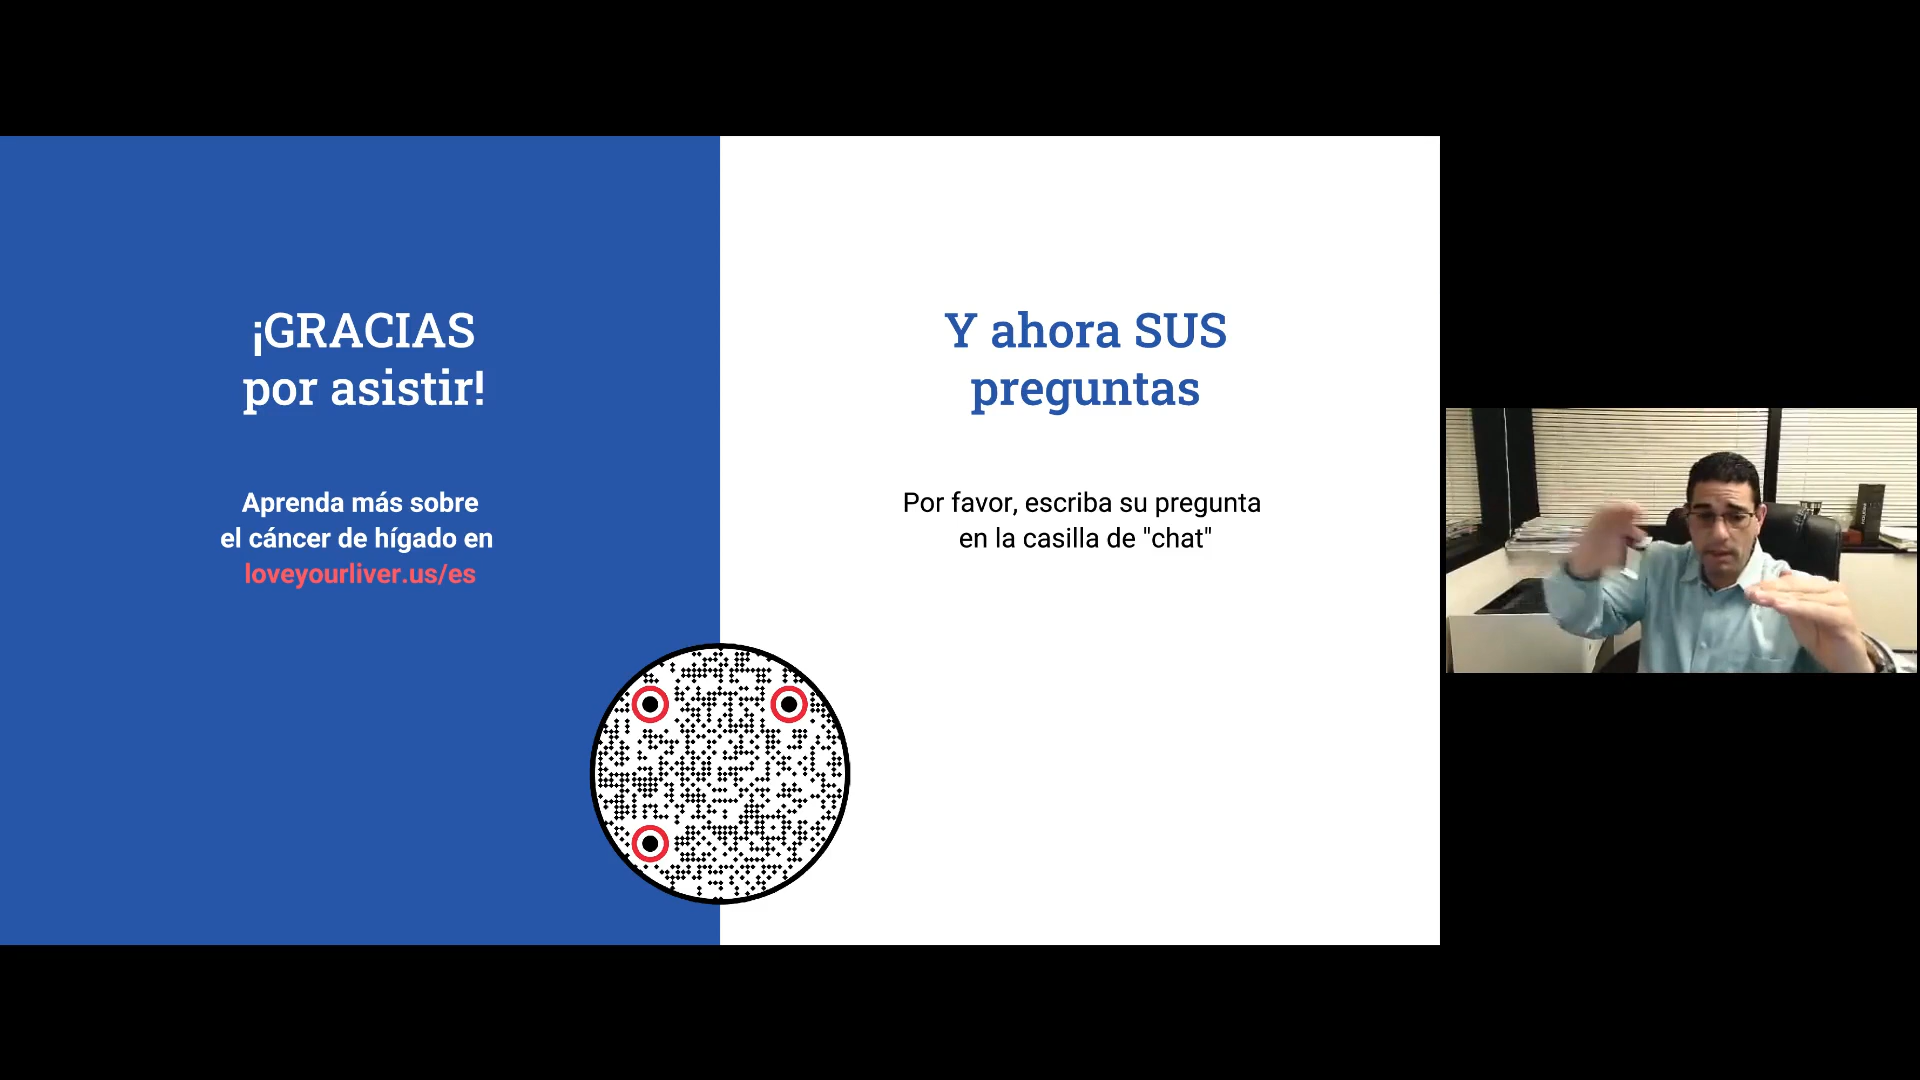 ¡GRACIAS
por asistir!
Aprenda más sobre
el cáncer de hígado en
loveyourliver.us/es
Y ahora SUS
preguntas
Por favor, escriba su pregunta
en la casilla de "chat"